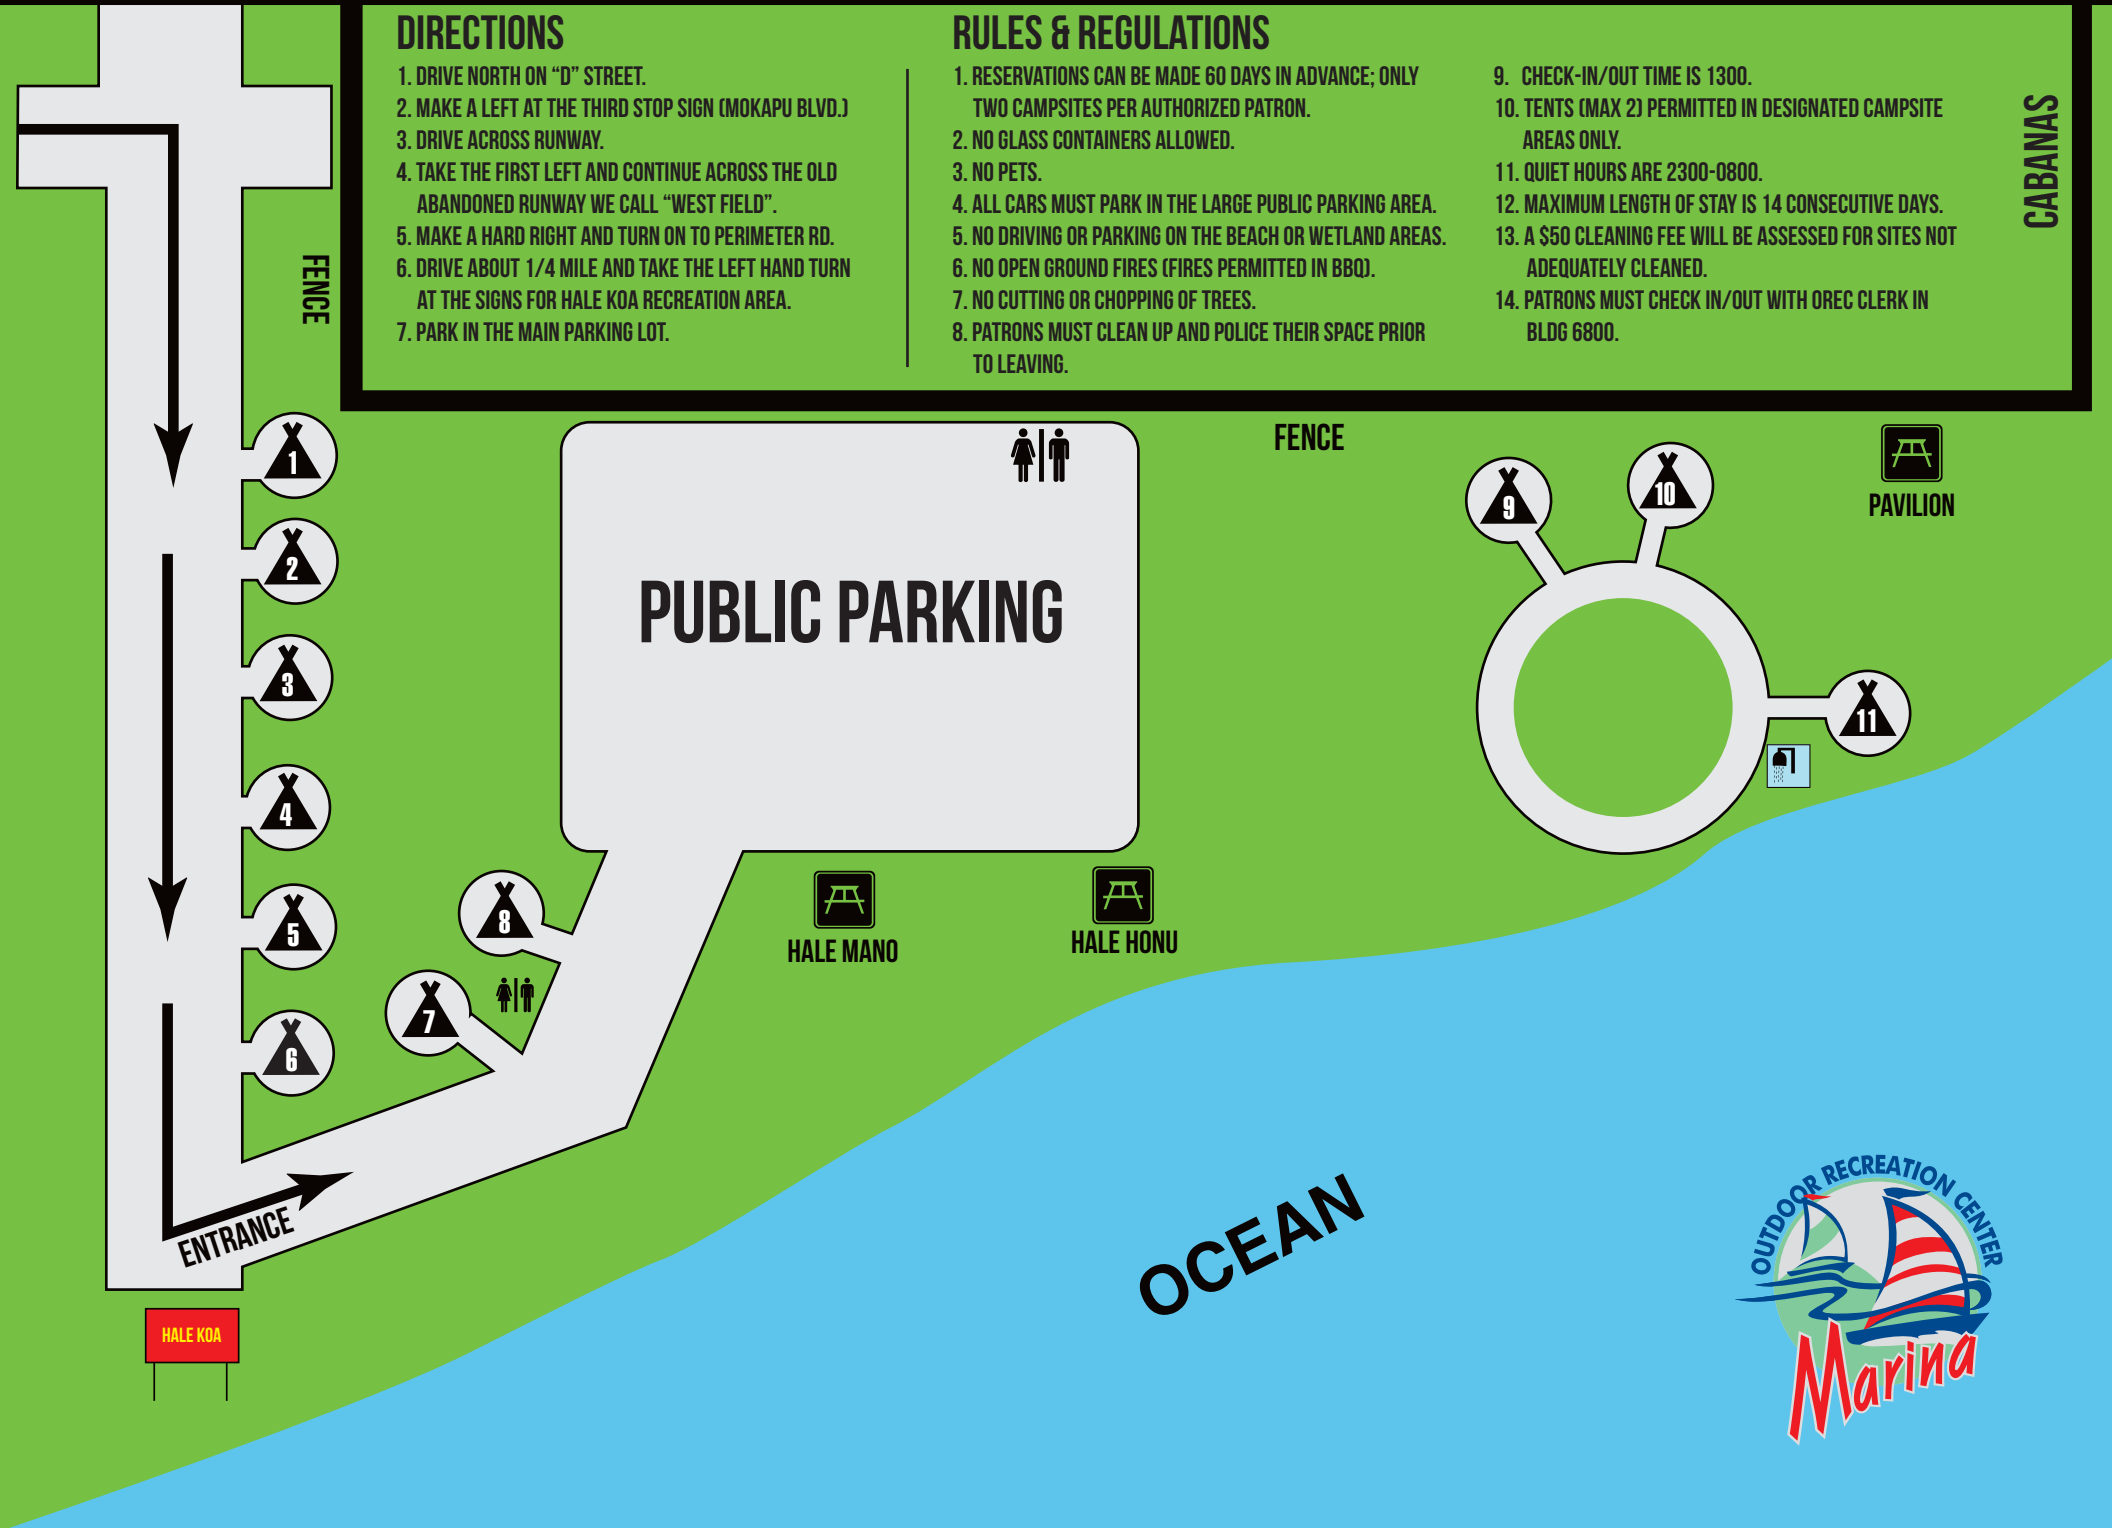 DIRECTIONS
1. DRIVE NORTH ON “D” STREET.
2. MAKE A LEFT AT THE THIRD STOP SIGN (MOKAPU BLVD.)
3. DRIVE ACROSS RUNWAY.
4. TAKE THE FIRST LEFT AND CONTINUE ACROSS THE OLD
ABANDONED RUNWAY WE CALL “WEST FIELD”.
5. MAKE A HARD RIGHT AND TURN ON TO PERIMETER RD.
6. DRIVE ABOUT 1/4 MILE AND TAKE THE LEFT HAND TURN
AT THE SIGNS FOR HALE KOA RECREATION AREA.
7. PARK IN THE MAIN PARKING LOT.
RULES & REGULATIONS
1. RESERVATIONS CAN BE MADE 60 DAYS IN ADVANCE; ONLY
TWO CAMPSITES PER AUTHORIZED PATRON.
2. NO GLASS CONTAINERS ALLOWED.
3. NO PETS.
4. ALL CARS MUST PARK IN THE LARGE PUBLIC PARKING AREA.
5. NO DRIVING OR PARKING ON THE BEACH OR WETLAND AREAS.
6. NO OPEN GROUND FIRES (FIRES PERMITTED IN BBQ).
7. NO CUTTING OR CHOPPING OF TREES.
8. PATRONS MUST CLEAN UP AND POLICE THEIR SPACE PRIOR
TO LEAVING.
9. CHECK-IN/OUT TIME IS 1300.
10. TENTS (MAX 2) PERMITTED IN DESIGNATED CAMPSITE
AREAS ONLY.
11. QUIET HOURS ARE 2300-0800.
12. MAXIMUM LENGTH OF STAY IS 14 CONSECUTIVE DAYS.
13. A $50 CLEANING FEE WILL BE ASSESSED FOR SITES NOT
ADEQUATELY CLEANED.
14. PATRONS MUST CHECK IN/OUT WITH OREC CLERK IN
BLDG 6800.
CABANAS
FENCE
FENCE
1
2
3
4
5
6
7
8
9
10
11
PAVILION
PUBLIC PARKING
HALE MANO
HALE HONU
ENTRANCE
HALE KOA
OCEAN
OUTDOOR RECREATION CENTER
Marina